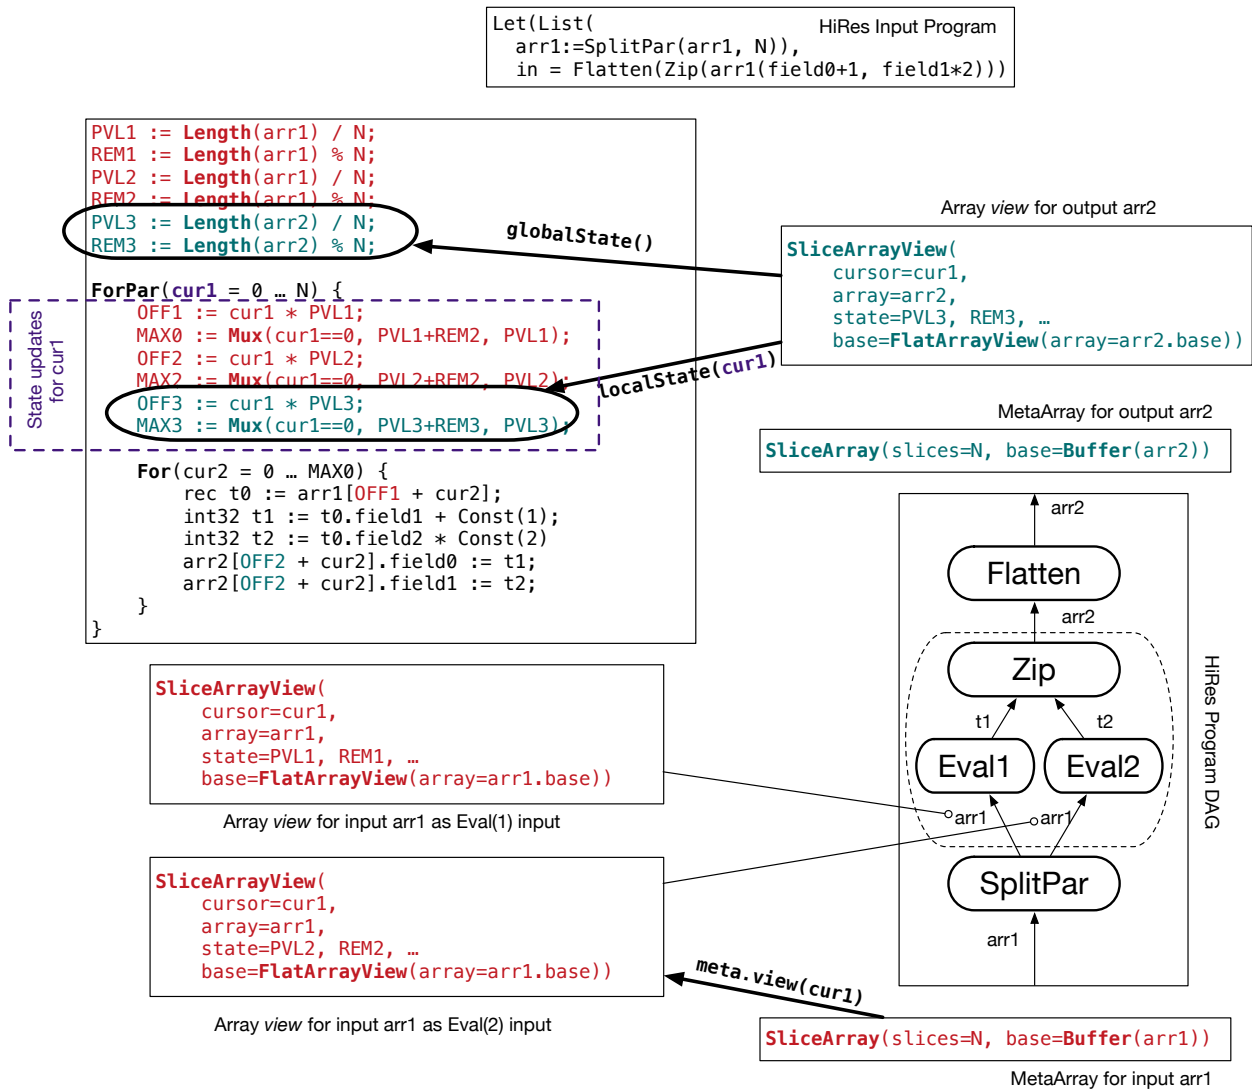 Let(List(
HiRes Input Program
arr1:=SplitPar(arr1, N)),
in = Flatten(Zip(arr1(field0+1, field1*2)))
PVL1 := Length(arr1) / N;
REM1 := Length(arr1) % N;
PVL2 := Length(arr1) / N;
REM2 := Length(arr1) % N;
PVL3 := Length(arr2) / N;
REM3 := Length(arr2) % N;
ForPar(cur1 = 0 … N) {
OFF1 := cur1 * PVL1;
MAX0 := Mux(cur1==0, PVL1+REM2, PVL1);
OFF2 := cur1 * PVL2;
MAX2 := Mux(cur1==0, PVL2+REM2, PVL2);
OFF3 := cur1 * PVL3;
MAX3 := Mux(cur1==0, PVL3+REM3, PVL3);
For(cur2 = 0 … MAX0) {
rec t0 := arr1[OFF1 + cur2];
int32 t1 := t0.field1 + Const(1);
int32 t2 := t0.field2 * Const(2)
arr2[OFF2 + cur2].field0 := t1;
arr2[OFF2 + cur2].field1 := t2;
}
}
State updates
for cur1
globalState()
localState(cur1)
Array view for output arr2
SliceArrayView(
cursor=cur1,
array=arr2,
state=PVL3, REM3, …
base=FlatArrayView(array=arr2.base))
MetaArray for output arr2
SliceArray(slices=N, base=Buffer(arr2))
arr2
Flatten
arr2
Zip
t1
t2
Eval1
Eval2
arr1
arr1
SplitPar
arr1
HiRes Program DAG
SliceArrayView(
cursor=cur1,
array=arr1,
state=PVL1, REM1, …
base=FlatArrayView(array=arr1.base))
Array view for input arr1 as Eval(1) input
SliceArrayView(
cursor=cur1,
array=arr1,
state=PVL2, REM2, …
base=FlatArrayView(array=arr1.base))
Array view for input arr1 as Eval(2) input
meta.view(cur1)
SliceArray(slices=N, base=Buffer(arr1))
MetaArray for input arr1